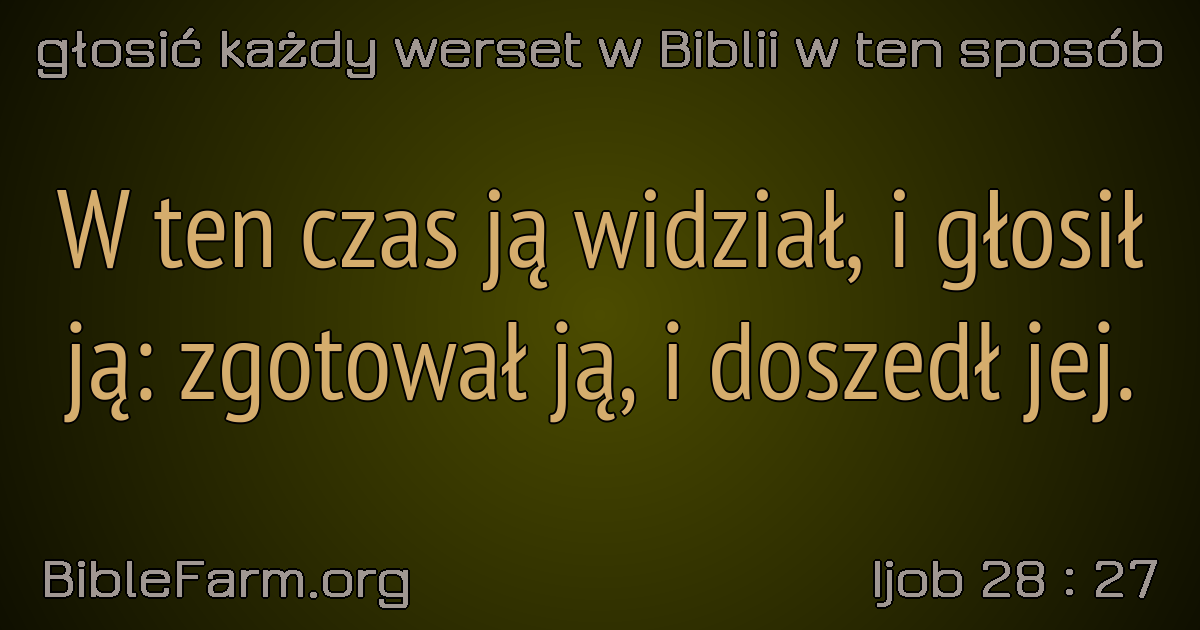 głosić każdy werset w Biblii w ten sposób
W ten czas ją widział, i głosił
ją: zgotował ją, i doszedł jej.
BibleFarm.org
Ijob 28 : 27